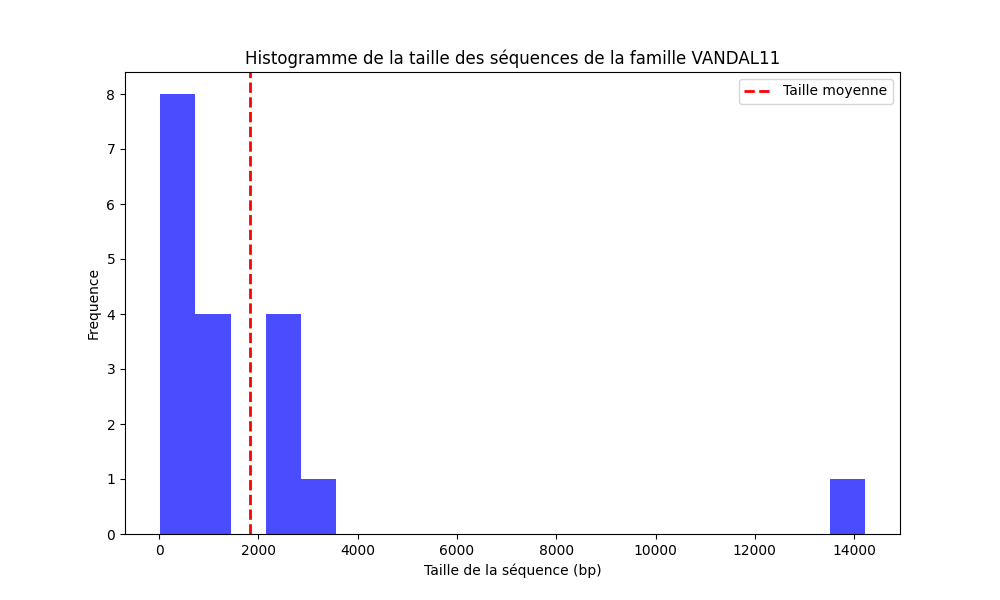 Histogramme de la taille des séquences de la famille VANDAL11
Taille moyenne
8
7
6
5
4
3
2
1
0
Frequence
0 2000 4000 6000 8000 10000 12000 14000
Taille de la séquence (bp)